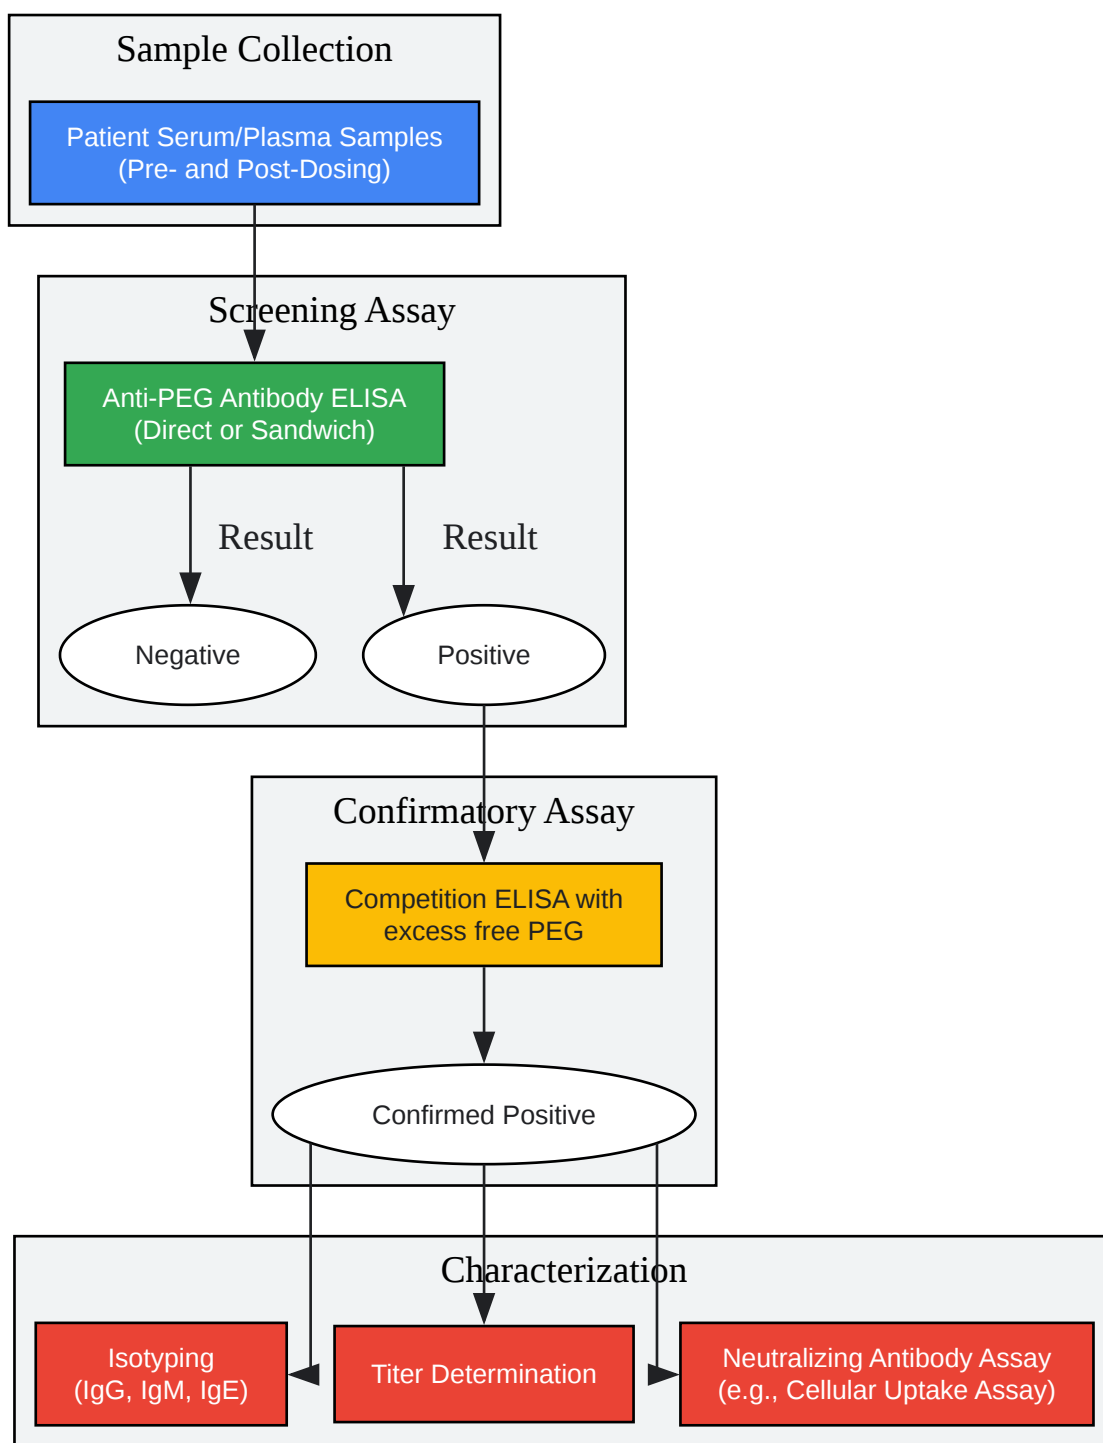 Sample Collection
Patient Serum/Plasma Samples
(Pre- and Post-Dosing)
Screening Assay
Anti-PEG Antibody ELISA
(Direct or Sandwich)
Result
Result
Negative
Positive
Confirmatory Assay
Competition ELISA with
excess free PEG
Confirmed Positive
Characterization
Isotyping
(IgG, IgM, IgE)
Titer Determination
Neutralizing Antibody Assay
(e.g., Cellular Uptake Assay)